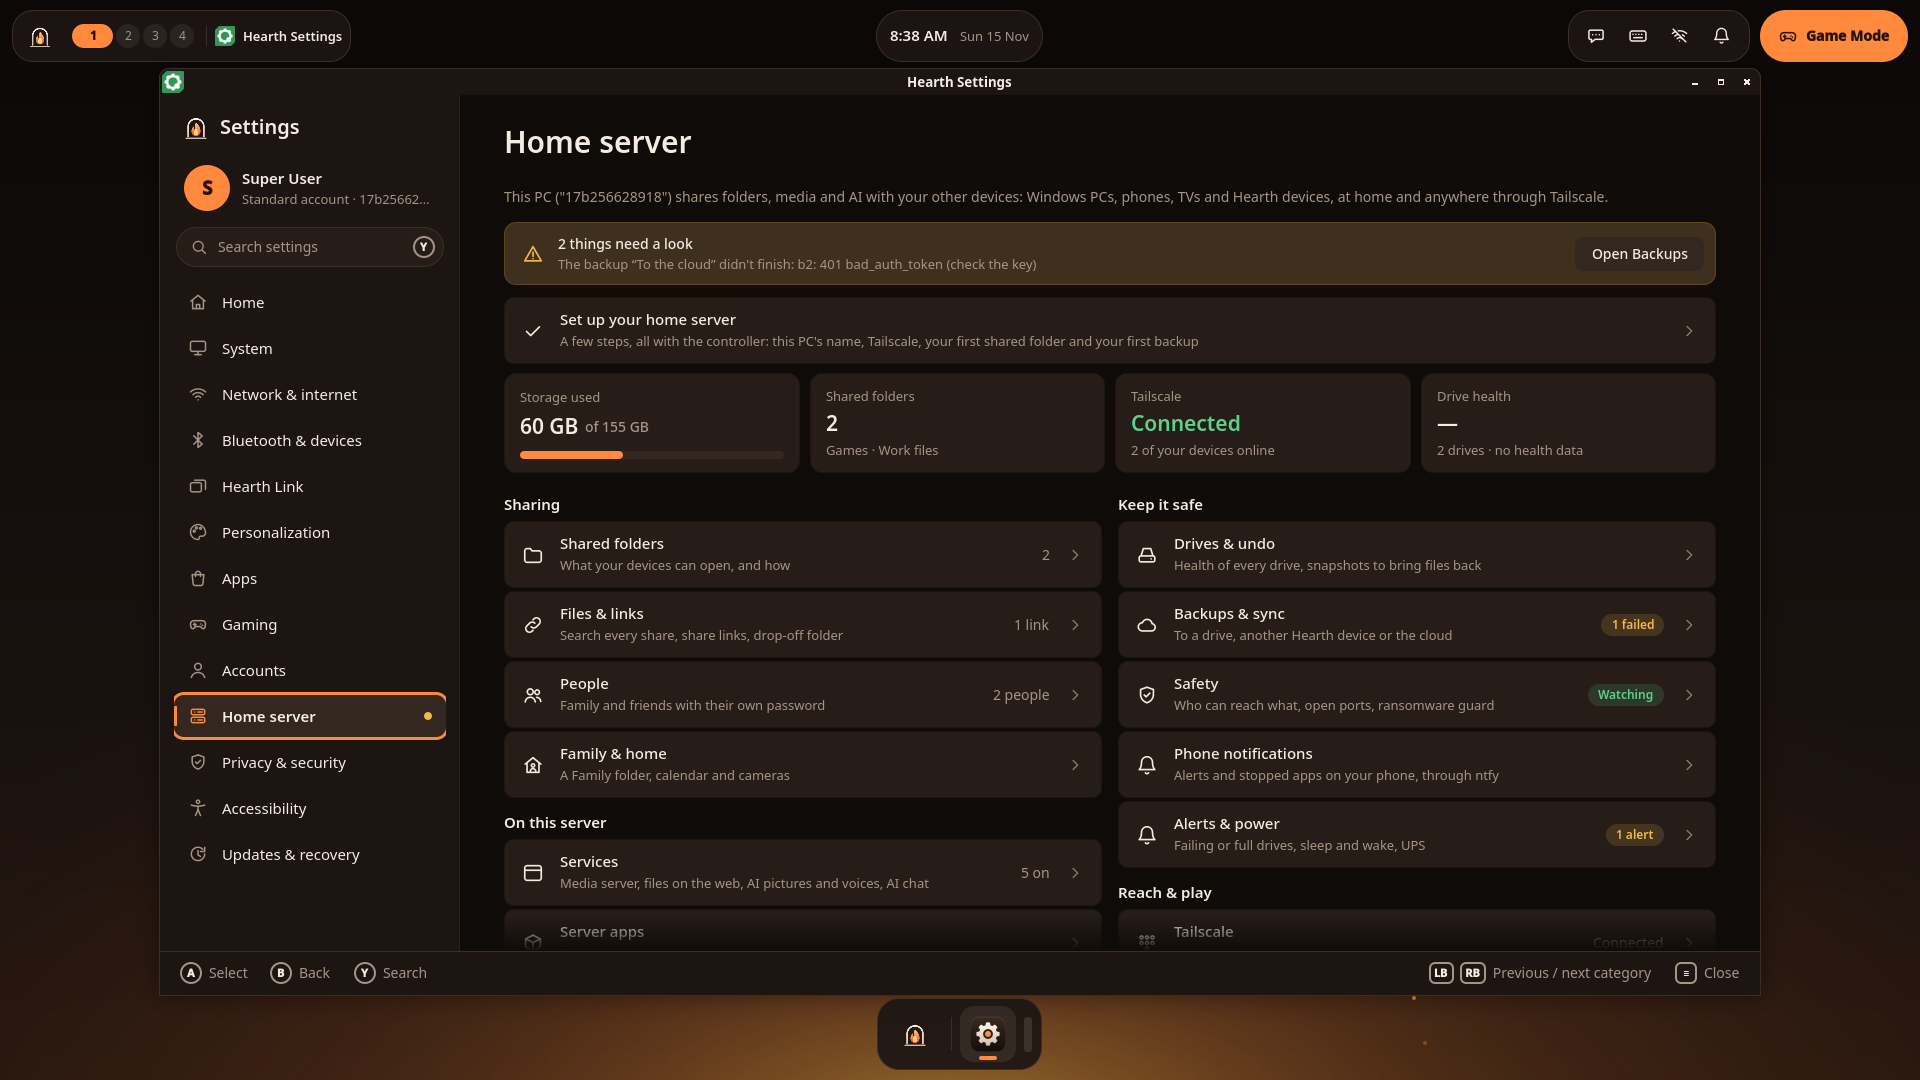 1
2
3
4
Hearth Settings
8:38 AM Sun 15 Nov
Game Mode
Hearth Settings
Settings
S
Super User
Standard account · 17b25662...
Search settings
Y
Home
System
Network & internet
Bluetooth & devices
Hearth Link
Personalization
Apps
Gaming
Accounts
Home server
Privacy & security
Accessibility
Updates & recovery
Home server
This PC ("17b256628918") shares folders, media and AI with your other devices: Windows PCs, phones, TVs and Hearth devices, at home and anywhere through Tailscale.
2 things need a look
The backup “To the cloud” didn't finish: b2: 401 bad_auth_token (check the key)
Open Backups
Set up your home server
A few steps, all with the controller: this PC's name, Tailscale, your first shared folder and your first backup
Storage used
60 GB of 155 GB
Shared folders
2
Games · Work files
Tailscale
Connected
2 of your devices online
Drive health
—
2 drives · no health data
Sharing
Shared folders
What your devices can open, and how
2
Files & links
Search every share, share links, drop-off folder
1 link
People
Family and friends with their own password
2 people
Family & home
A Family folder, calendar and cameras
On this server
Services
Media server, files on the web, AI pictures and voices, AI chat
5 on
Server apps
Keep it safe
Drives & undo
Health of every drive, snapshots to bring files back
Backups & sync
To a drive, another Hearth device or the cloud
1 failed
Safety
Who can reach what, open ports, ransomware guard
Watching
Phone notifications
Alerts and stopped apps on your phone, through ntfy
Alerts & power
Failing or full drives, sleep and wake, UPS
1 alert
Reach & play
Tailscale
Connected
A Select
B Back
Y Search
LB RB Previous / next category
Close